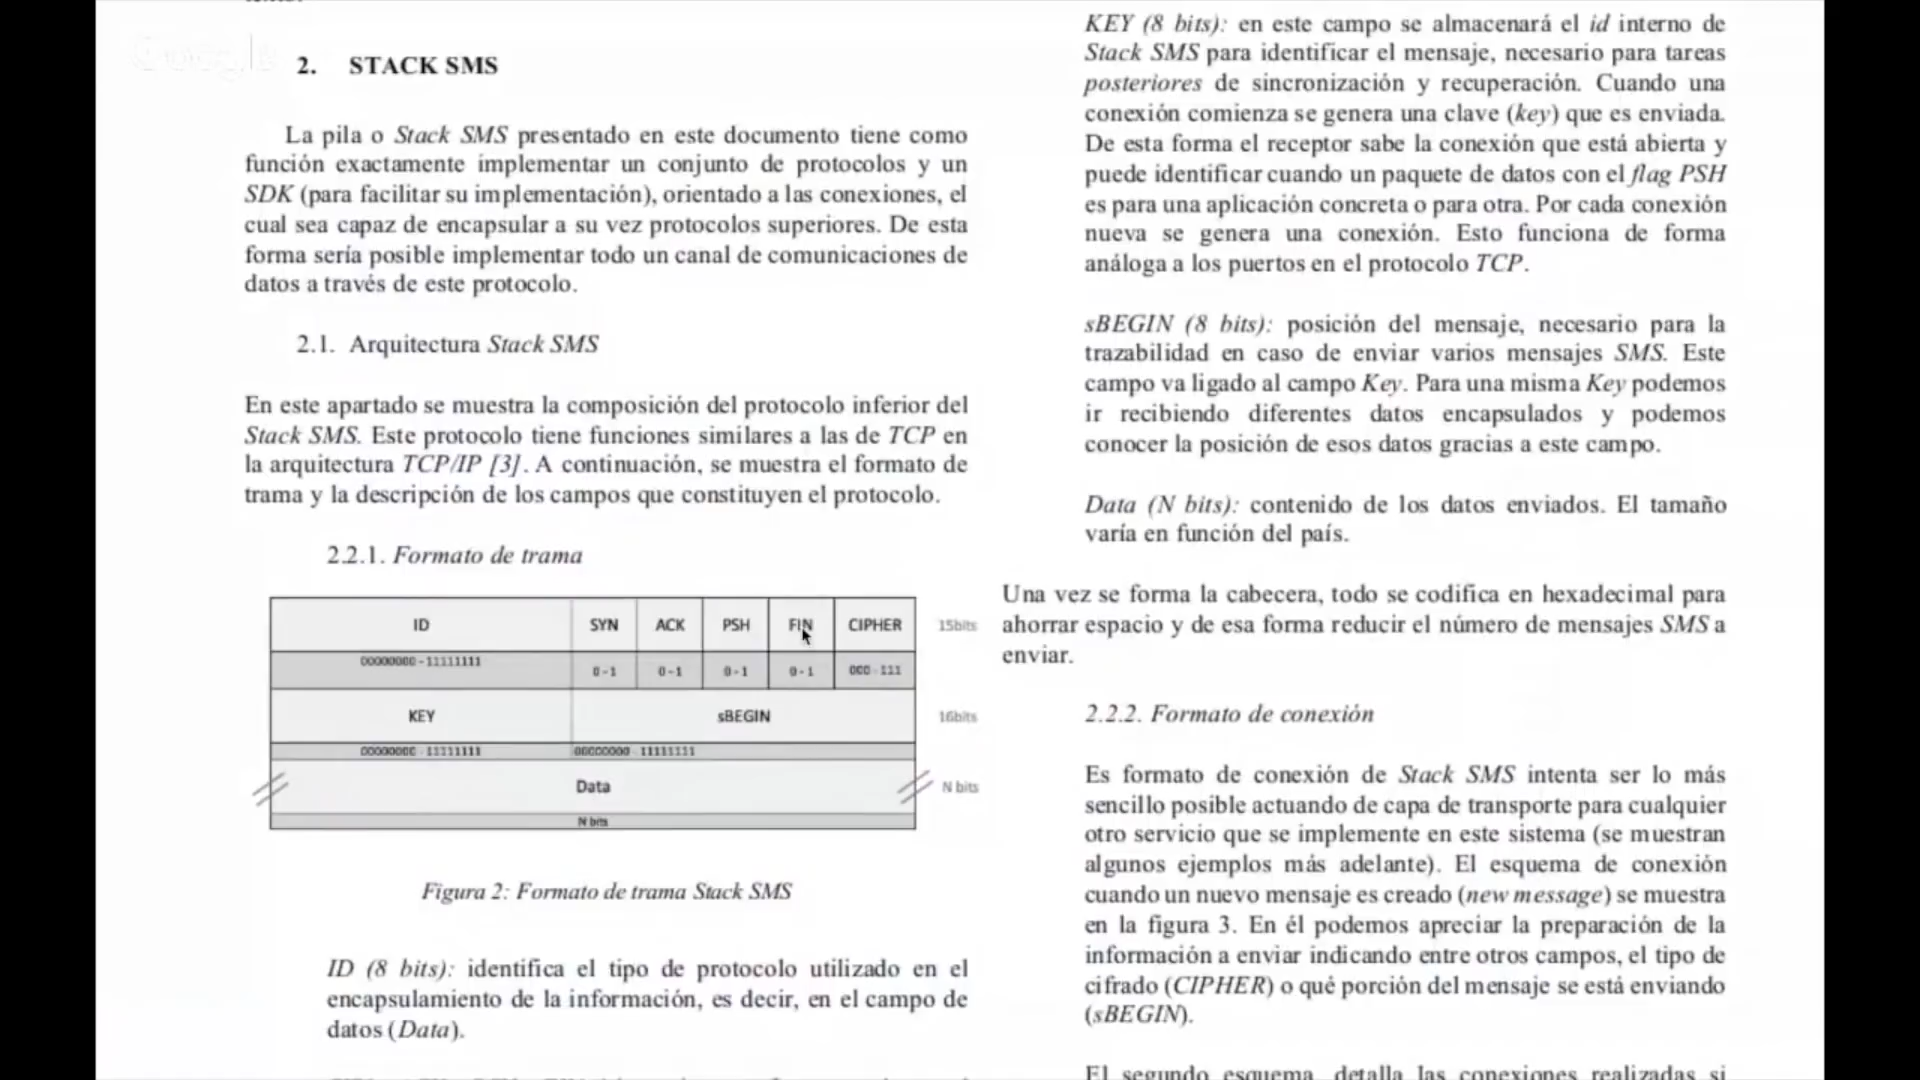 Google
2. STACK SMS
La pila o Stack SMS presentado en este documento tiene como
función exactamente implementar un conjunto de protocolos y un
SDK (para facilitar su implementación), orientado a las conexiones, el
cual sea capaz de encapsular a su vez protocolos superiores. De esta
forma sería posible implementar todo un canal de comunicaciones de
datos a través de este protocolo.
2.1. Arquitectura Stack SMS
En este apartado se muestra la composición del protocolo inferior del
Stack SMS. Este protocolo tiene funciones similares a las de TCP en
la arquitectura TCP/IP [3]. A continuación, se muestra el formato de
trama y la descripción de los campos que constituyen el protocolo.
2.2.1. Formato de trama
ID SYN ACK PSH FIN CIPHER 15bits
00000000 - 11111111 0 - 1 0 - 1 0 - 1 0 - 1 000 - 111
KEY sBEGIN 16bits
00000000 - 11111111 00000000 - 11111111
Data N bits
N bits
Figura 2: Formato de trama Stack SMS
ID (8 bits): identifica el tipo de protocolo utilizado en el
encapsulamiento de la información, es decir, en el campo de
datos (Data).
KEY (8 bits): en este campo se almacenará el id interno de
Stack SMS para identificar el mensaje, necesario para tareas
posteriores de sincronización y recuperación. Cuando una
conexión comienza se genera una clave (key) que es enviada.
De esta forma el receptor sabe la conexión que está abierta y
puede identificar cuando un paquete de datos con el flag PSH
es para una aplicación concreta o para otra. Por cada conexión
nueva se genera una conexión. Esto funciona de forma
análoga a los puertos en el protocolo TCP.
sBEGIN (8 bits): posición del mensaje, necesario para la
trazabilidad en caso de enviar varios mensajes SMS. Este
campo va ligado al campo Key. Para una misma Key podemos
ir recibiendo diferentes datos encapsulados y podemos
conocer la posición de esos datos gracias a este campo.
Data (N bits): contenido de los datos enviados. El tamaño
varía en función del país.
Una vez se forma la cabecera, todo se codifica en hexadecimal para
ahorrar espacio y de esa forma reducir el número de mensajes SMS a
enviar.
2.2.2. Formato de conexión
Es formato de conexión de Stack SMS intenta ser lo más
sencillo posible actuando de capa de transporte para cualquier
otro servicio que se implemente en este sistema (se muestran
algunos ejemplos más adelante). El esquema de conexión
cuando un nuevo mensaje es creado (new message) se muestra
en la figura 3. En él podemos apreciar la preparación de la
información a enviar indicando entre otros campos, el tipo de
cifrado (CIPHER) o qué porción del mensaje se está enviando
(sBEGIN).
El segundo esquema, detalla las conexiones realizadas si